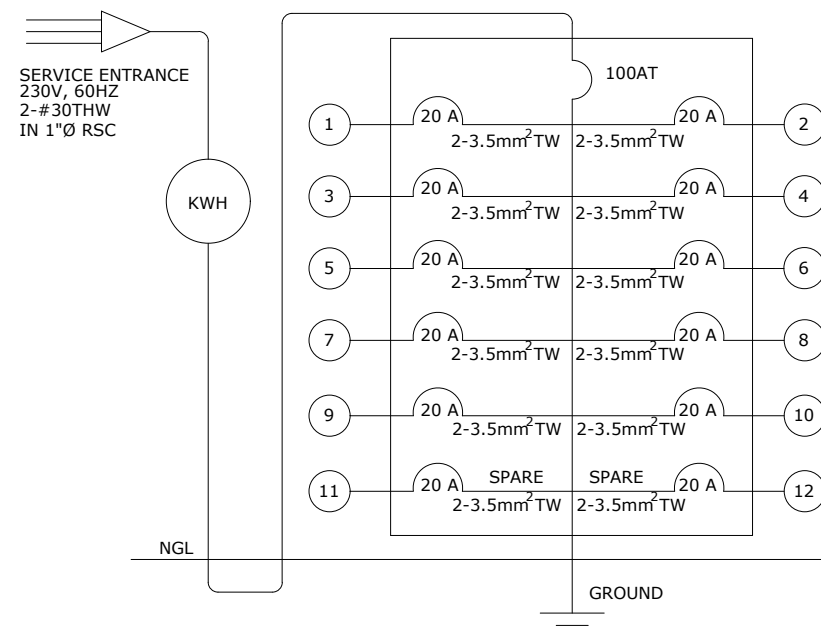 SERVICE ENTRANCE
230V, 60HZ
2-#30THW
IN 1"Ø RSC
KWH
100AT
1 20 A 20 A 2
2-3.5mm²TW 2-3.5mm²TW
3 20 A 20 A 4
2-3.5mm²TW 2-3.5mm²TW
5 20 A 20 A 6
2-3.5mm²TW 2-3.5mm²TW
7 20 A 20 A 8
2-3.5mm²TW 2-3.5mm²TW
9 20 A 20 A 10
2-3.5mm²TW 2-3.5mm²TW
11 20 A SPARE SPARE 20 A 12
2-3.5mm²TW 2-3.5mm²TW
NGL
GROUND